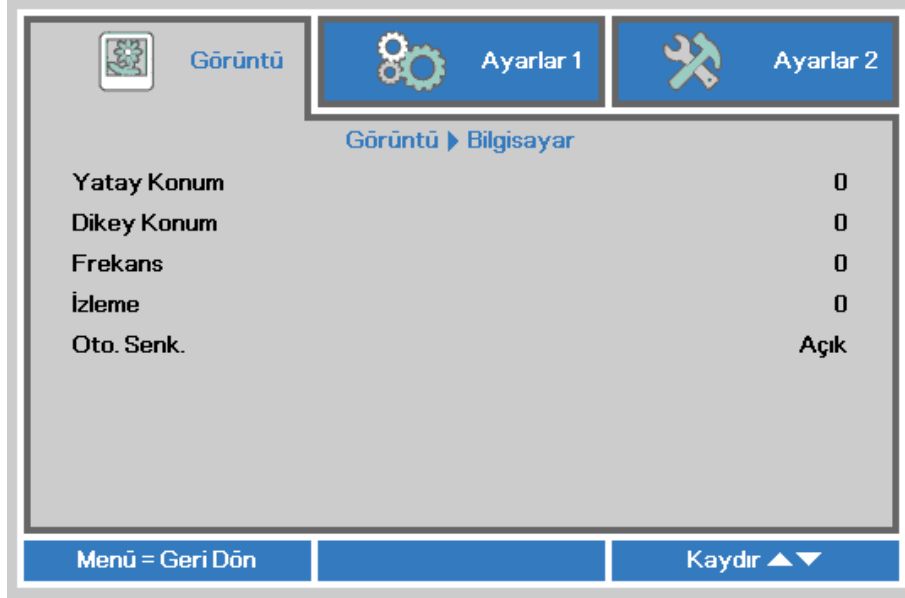 Görüntü
Ayarlar 1
Ayarlar 2
Görüntü ▶ Bilgisayar
Yatay Konum 0
Dikey Konum 0
Frekans 0
İzleme 0
Oto. Senk. Açık
Menü = Geri Dön
Kaydır ▲▼